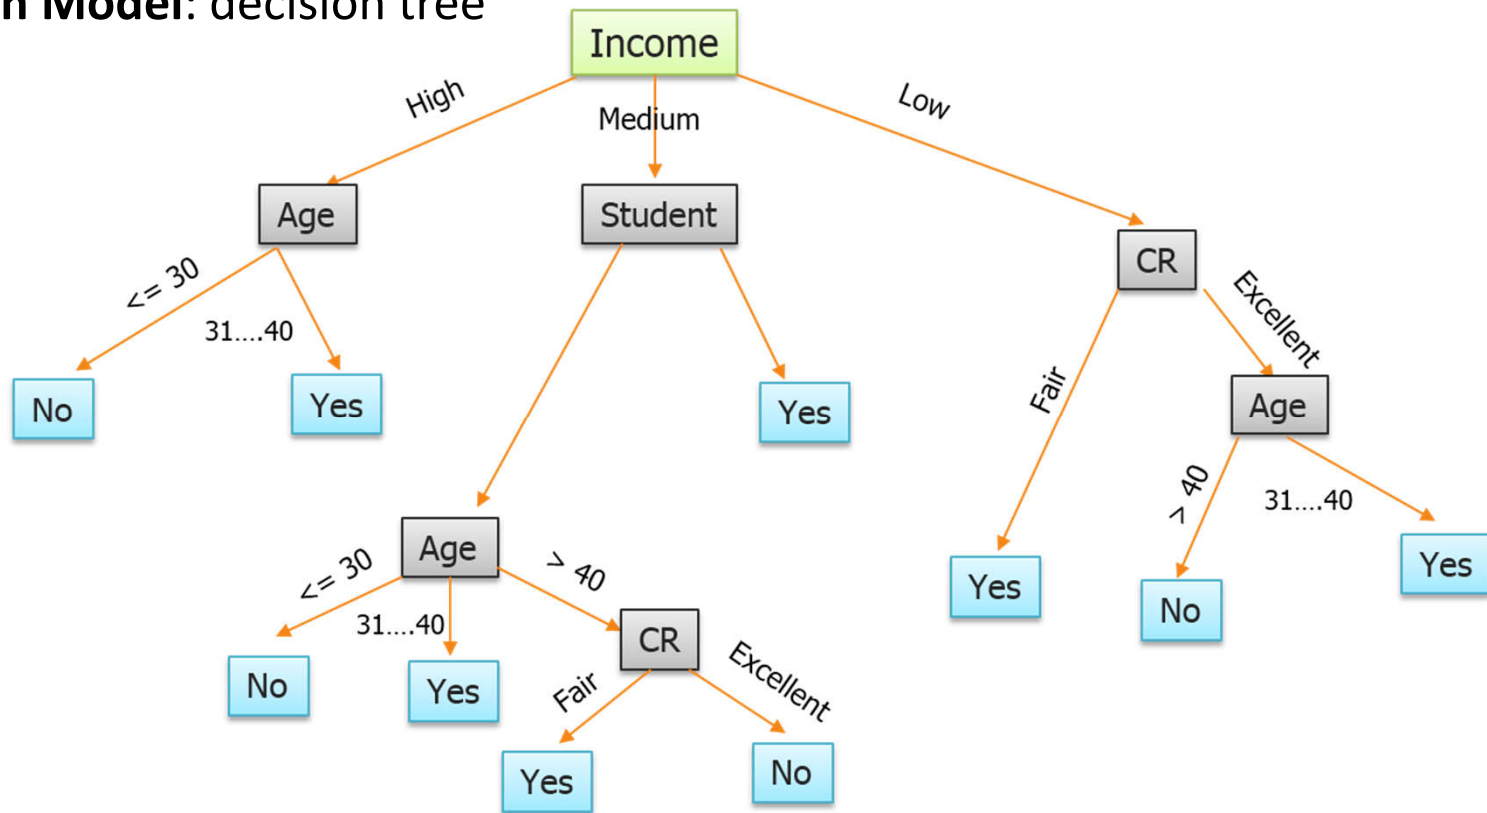 n Model: decision tree
Income
High
Medium
Low
Age
Student
CR
<= 30
31....40
Excellent
No
Yes
Yes
Fair
Age
> 40
31....40
Age
<= 30
31....40
> 40
Yes
No
Yes
No
Yes
CR
Fair
Excellent
Yes
No